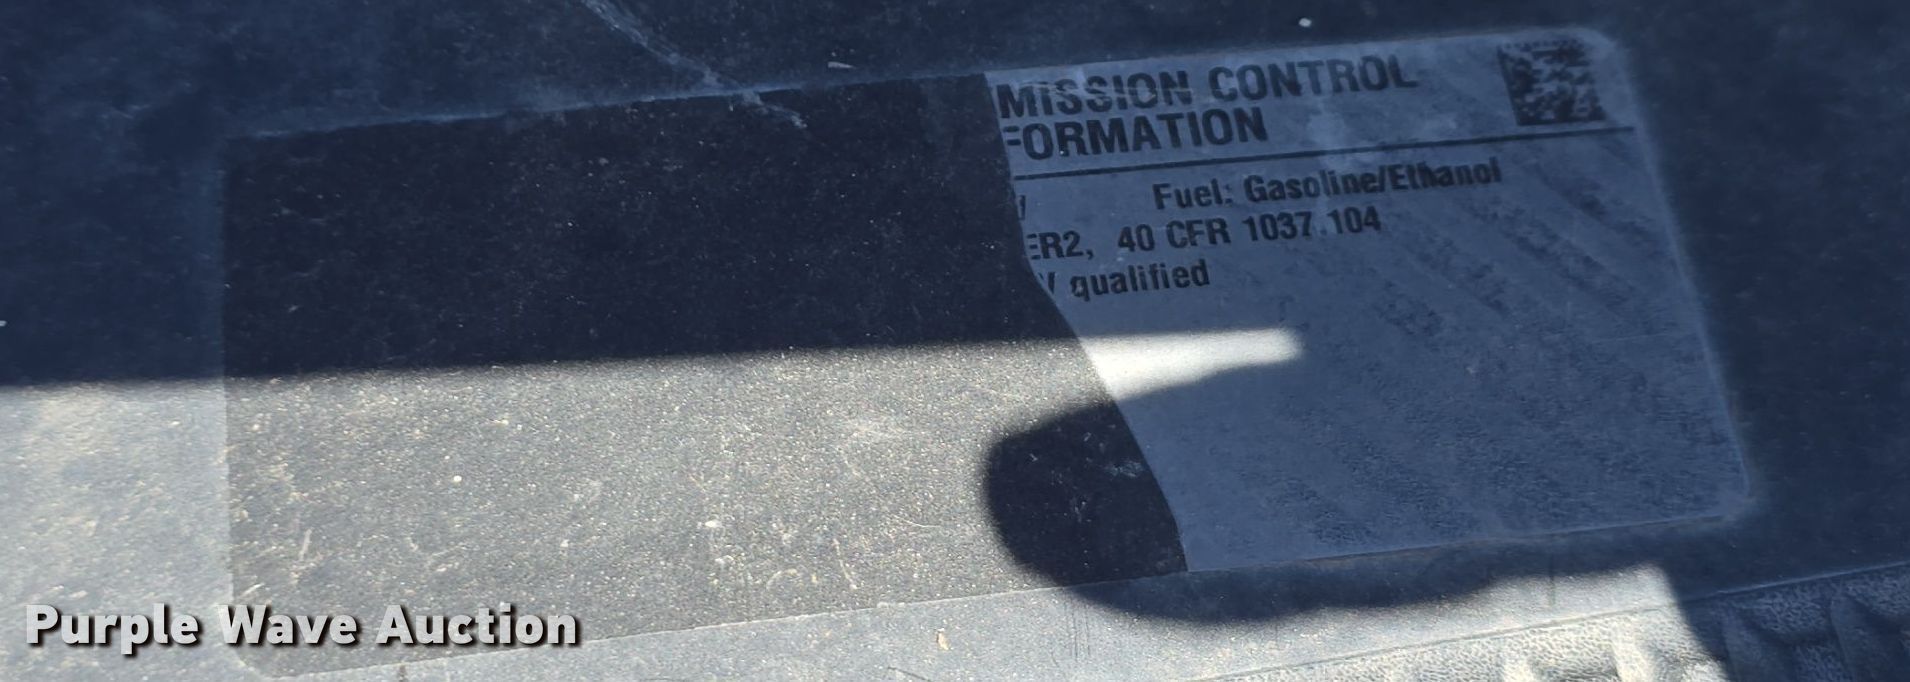 MISSION CONTROL
FORMATION
Fuel: Gasoline/Ethanol
ER2, 40 CFR 1037.104
V qualified
Purple Wave Auction